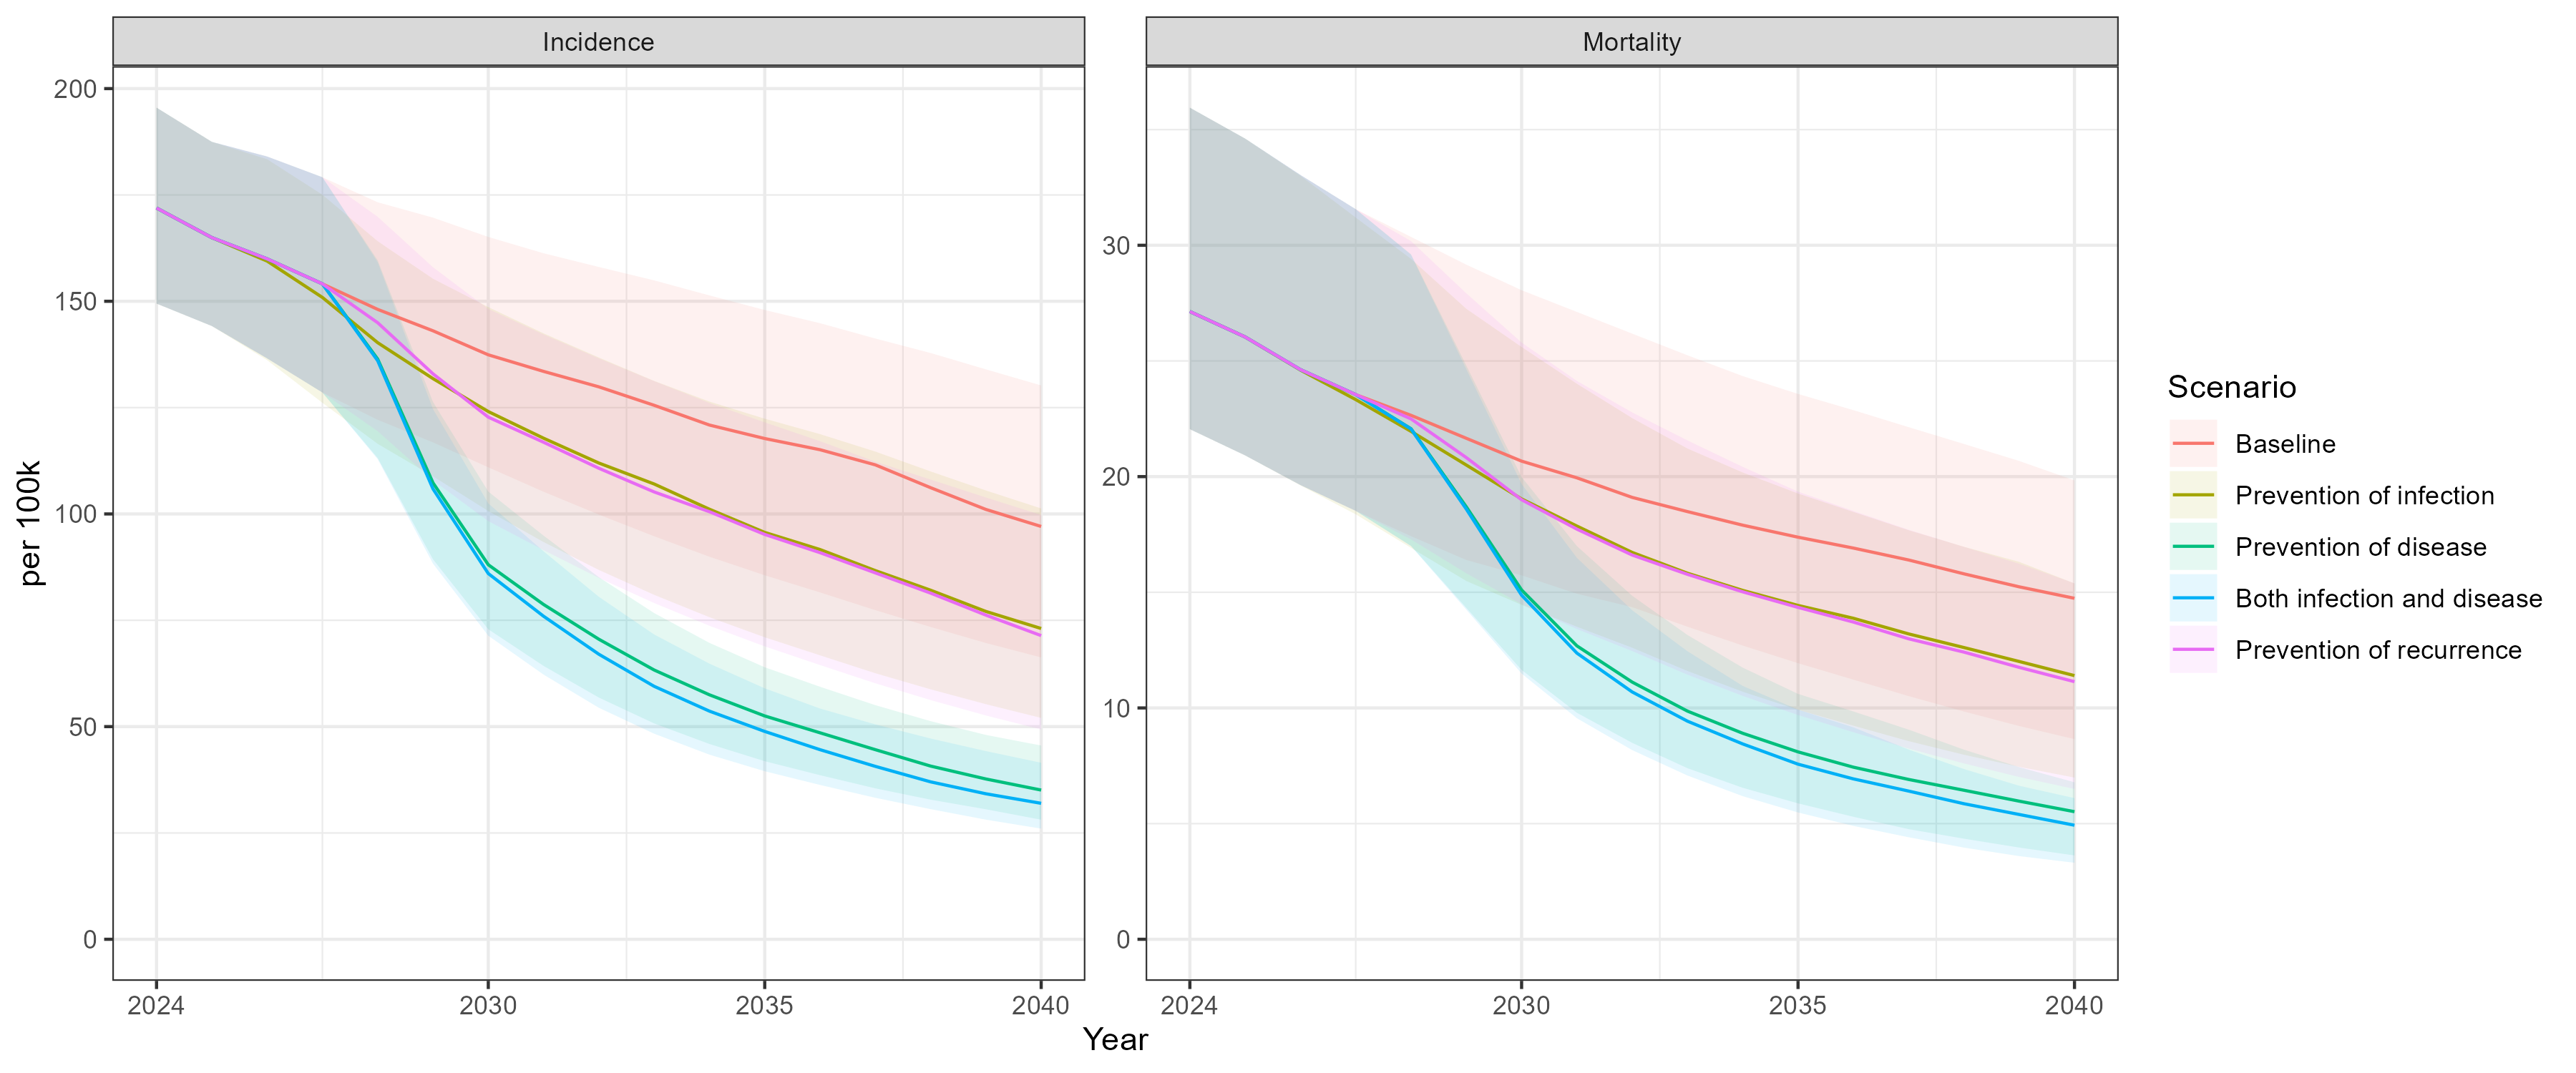 Incidence
Mortality
200
150
100
50
0
30
20
10
0
per 100k
2024
2030
2035
2040
2024
2030
2035
2040
Year
Scenario
Baseline
Prevention of infection
Prevention of disease
Both infection and disease
Prevention of recurrence